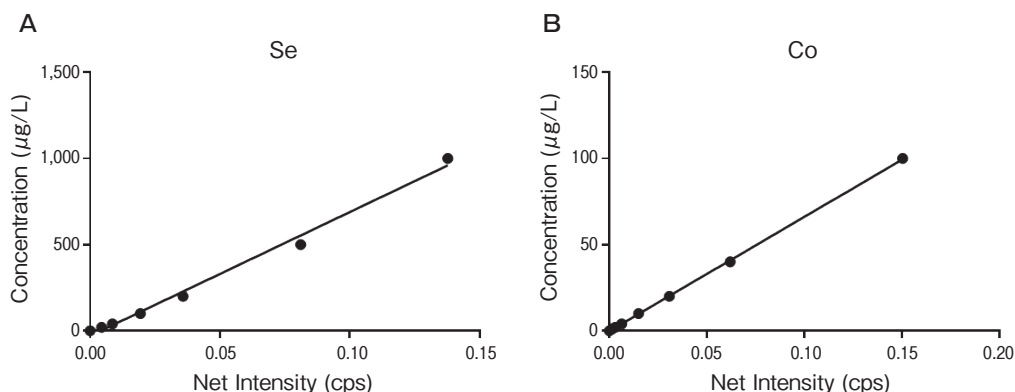 A
Se
1,500
1,000
500
0
0.00 0.05 0.10 0.15
Concentration (μg/L)
Net Intensity (cps)
B
Co
150
100
50
0
0.00 0.05 0.10 0.15 0.20
Concentration (μg/L)
Net Intensity (cps)